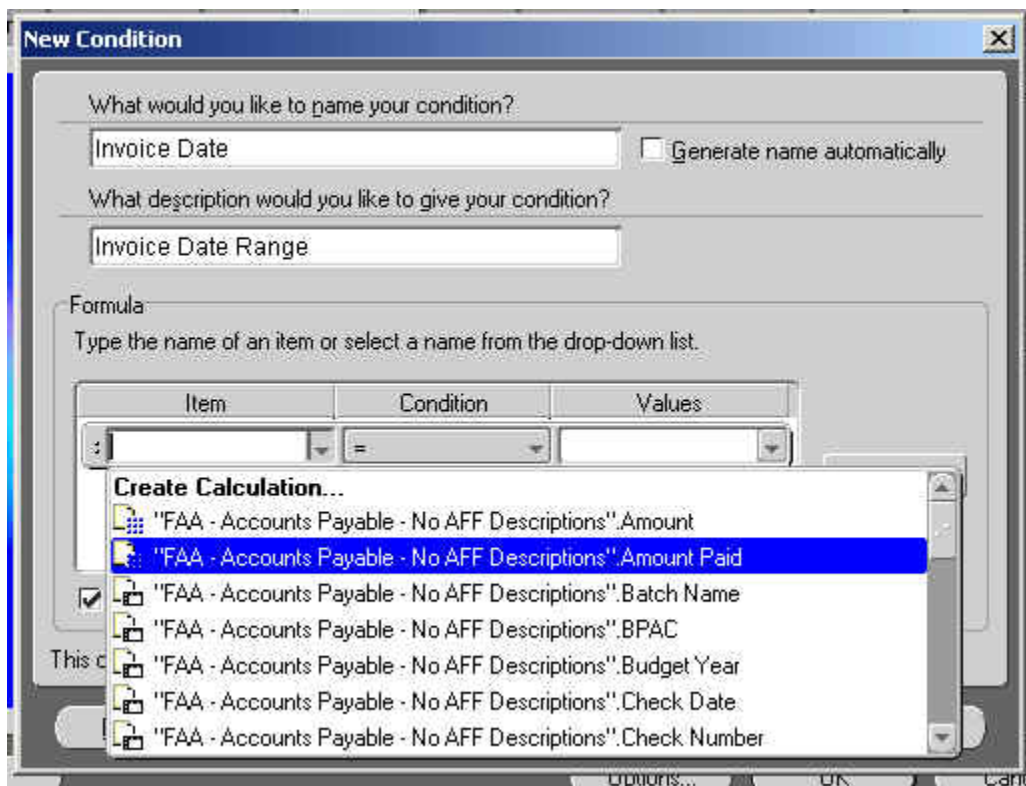 New Condition
What would you like to name your condition?
Invoice Date
Generate name automatically
What description would you like to give your condition?
Invoice Date Range
Formula
Type the name of an item or select a name from the drop-down list.
Item Condition Values
=
Create Calculation...
"FAA - Accounts Payable - No AFF Descriptions".Amount
"FAA - Accounts Payable - No AFF Descriptions".Amount Paid
"FAA - Accounts Payable - No AFF Descriptions".Batch Name
"FAA - Accounts Payable - No AFF Descriptions".BPAC
"FAA - Accounts Payable - No AFF Descriptions".Budget Year
This
"FAA - Accounts Payable - No AFF Descriptions".Check Date
"FAA - Accounts Payable - No AFF Descriptions".Check Number
Options... OK